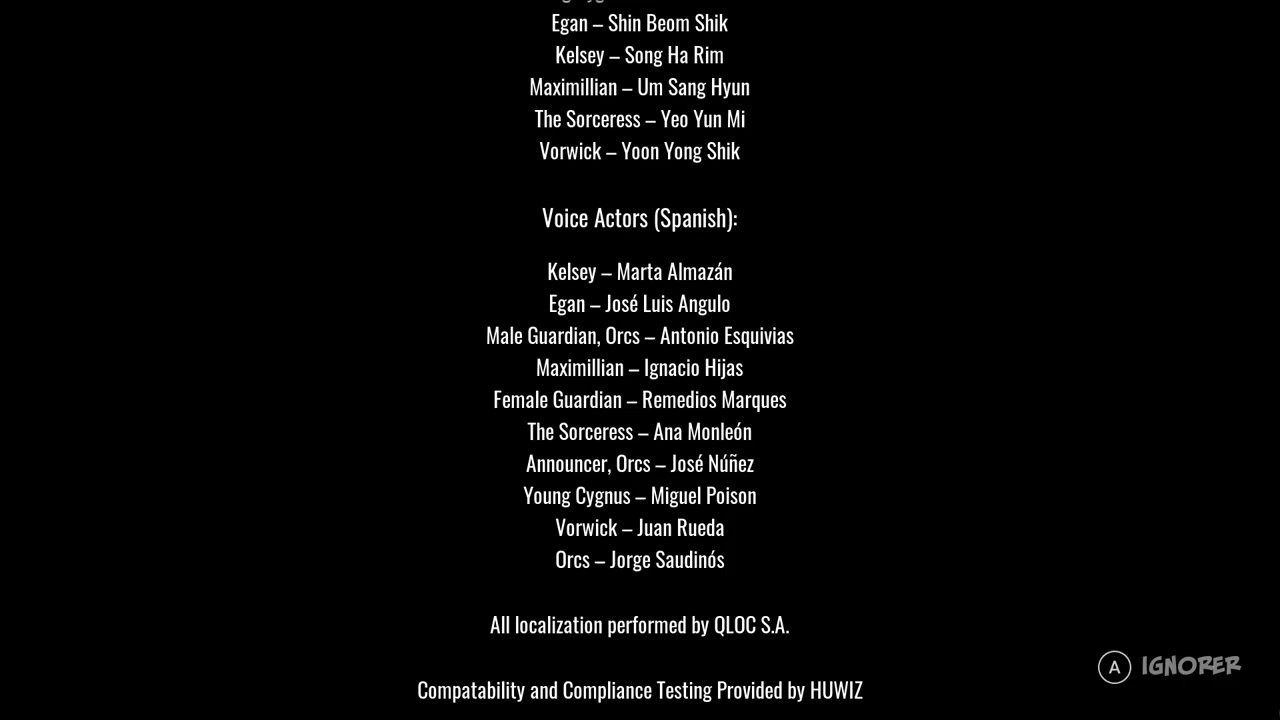 Egan – Shin Beom Shik
Kelsey – Song Ha Rim
Maximillian – Um Sang Hyun
The Sorceress – Yeo Yun Mi
Vorwick – Yoon Yong Shik
Voice Actors (Spanish):
Kelsey – Marta Almazán
Egan – José Luis Angulo
Male Guardian, Orcs – Antonio Esquivias
Maximillian – Ignacio Hijas
Female Guardian – Remedios Marques
The Sorceress – Ana Monleón
Announcer, Orcs – José Núñez
Young Cygnus – Miguel Poison
Vorwick – Juan Rueda
Orcs – Jorge Saudinós
All localization performed by QLOC S.A.
A IGNORER
Compatability and Compliance Testing Provided by HUWIZ